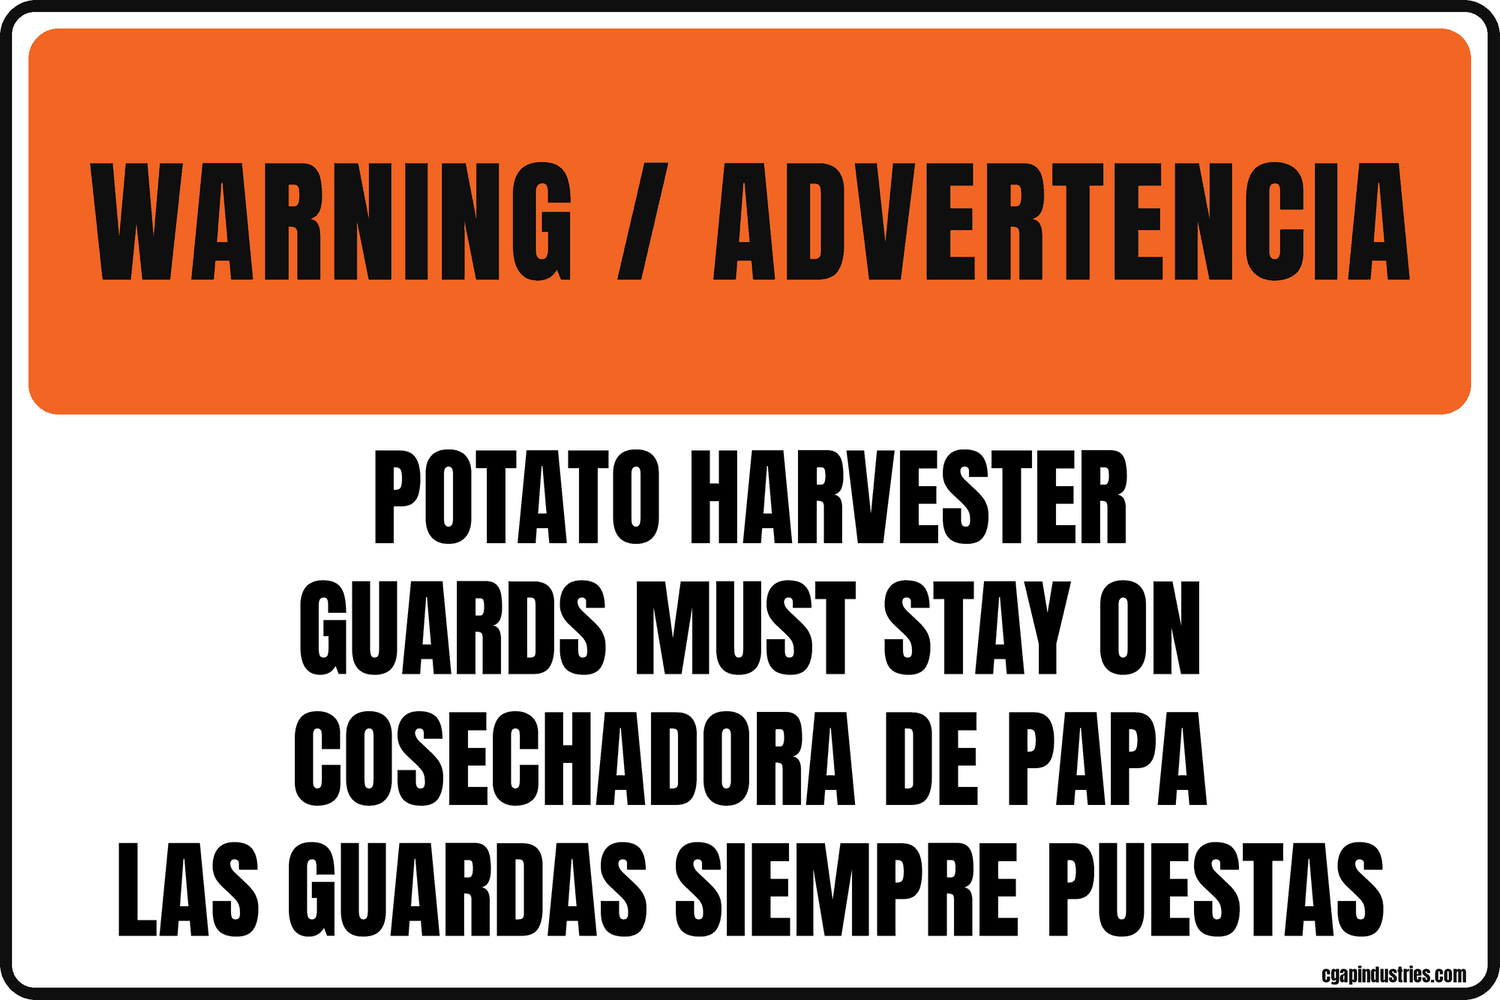 WARNING / ADVERTENCIA
POTATO HARVESTER
GUARDS MUST STAY ON
COSECHADORA DE PAPA
LAS GUARDAS SIEMPRE PUESTAS
cgapindustries.com